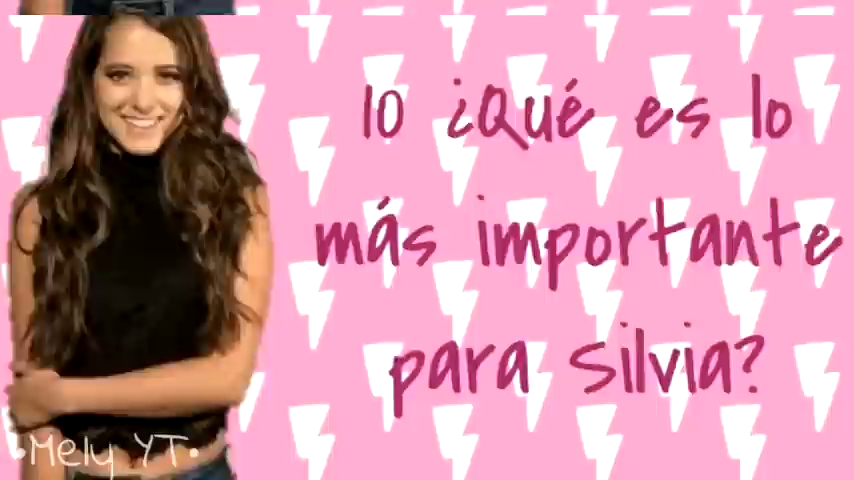 10 ¿Qué es lo
más importante
para Silvia?
•Mely YT•